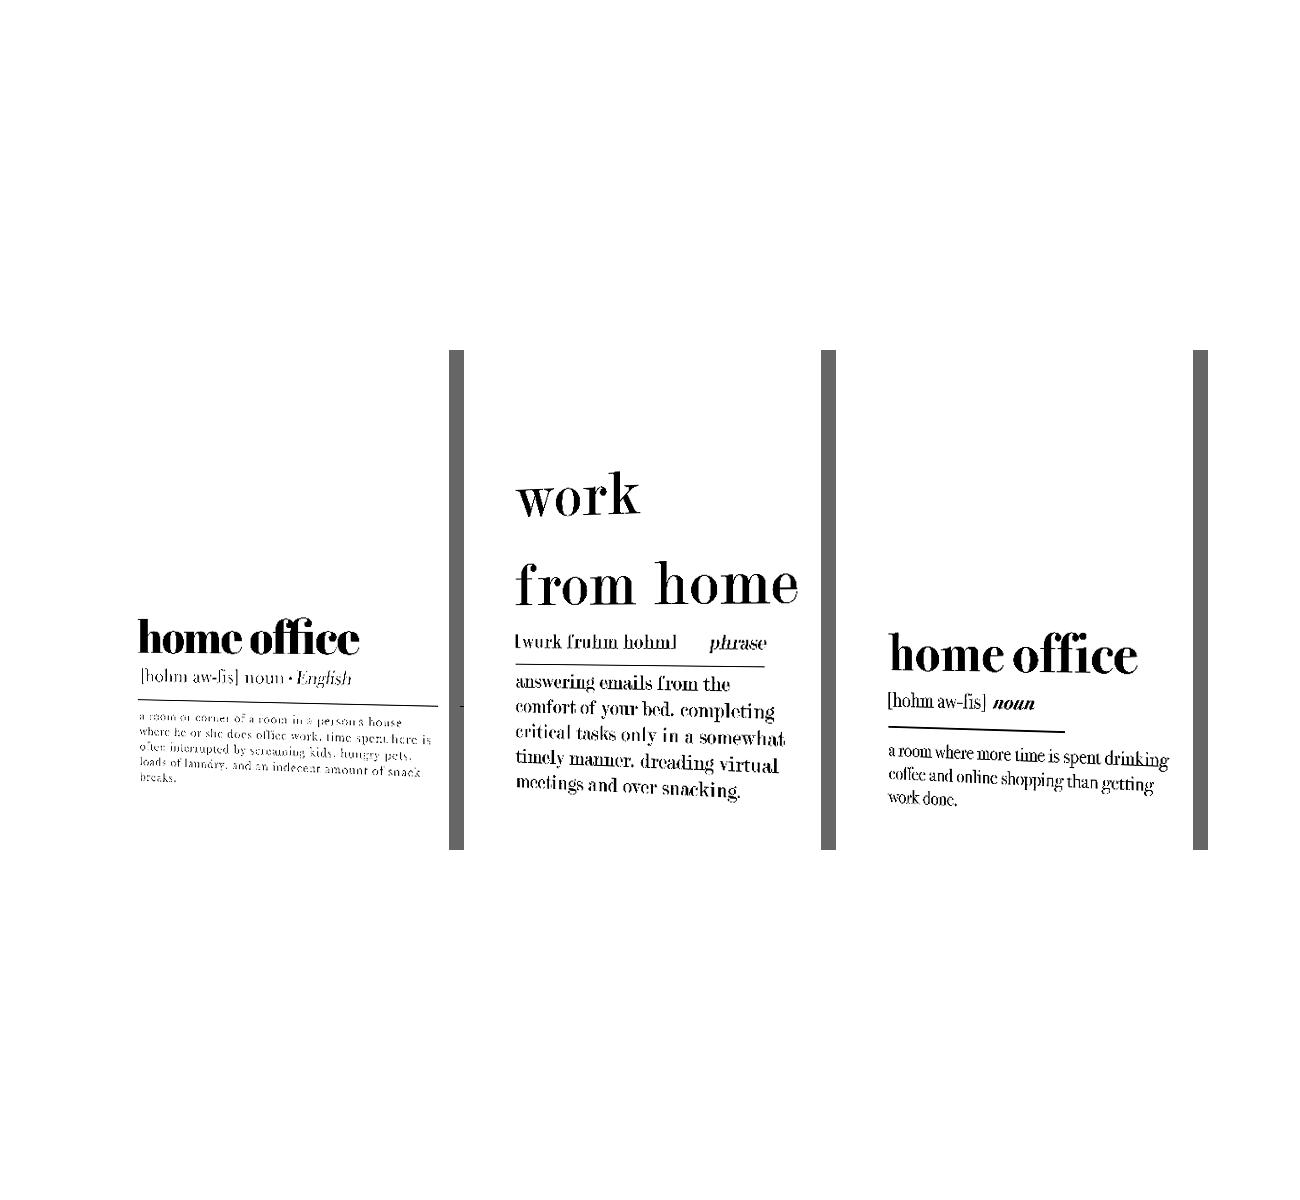 home office
[hohm aw-fis] noun • English
a room or corner of a room in a person's house
where he or she does office work. time spent here is
often interrupted by screaming kids, hungry pets,
loads of laundry, and an indecent amount of snack
breaks.
work
from home
[wurk fruhm hohm] phrase
answering emails from the
comfort of your bed. completing
critical tasks only in a somewhat
timely manner. dreading virtual
meetings and over snacking.
home office
[hohm aw-fis] noun
a room where more time is spent drinking
coffee and online shopping than getting
work done.